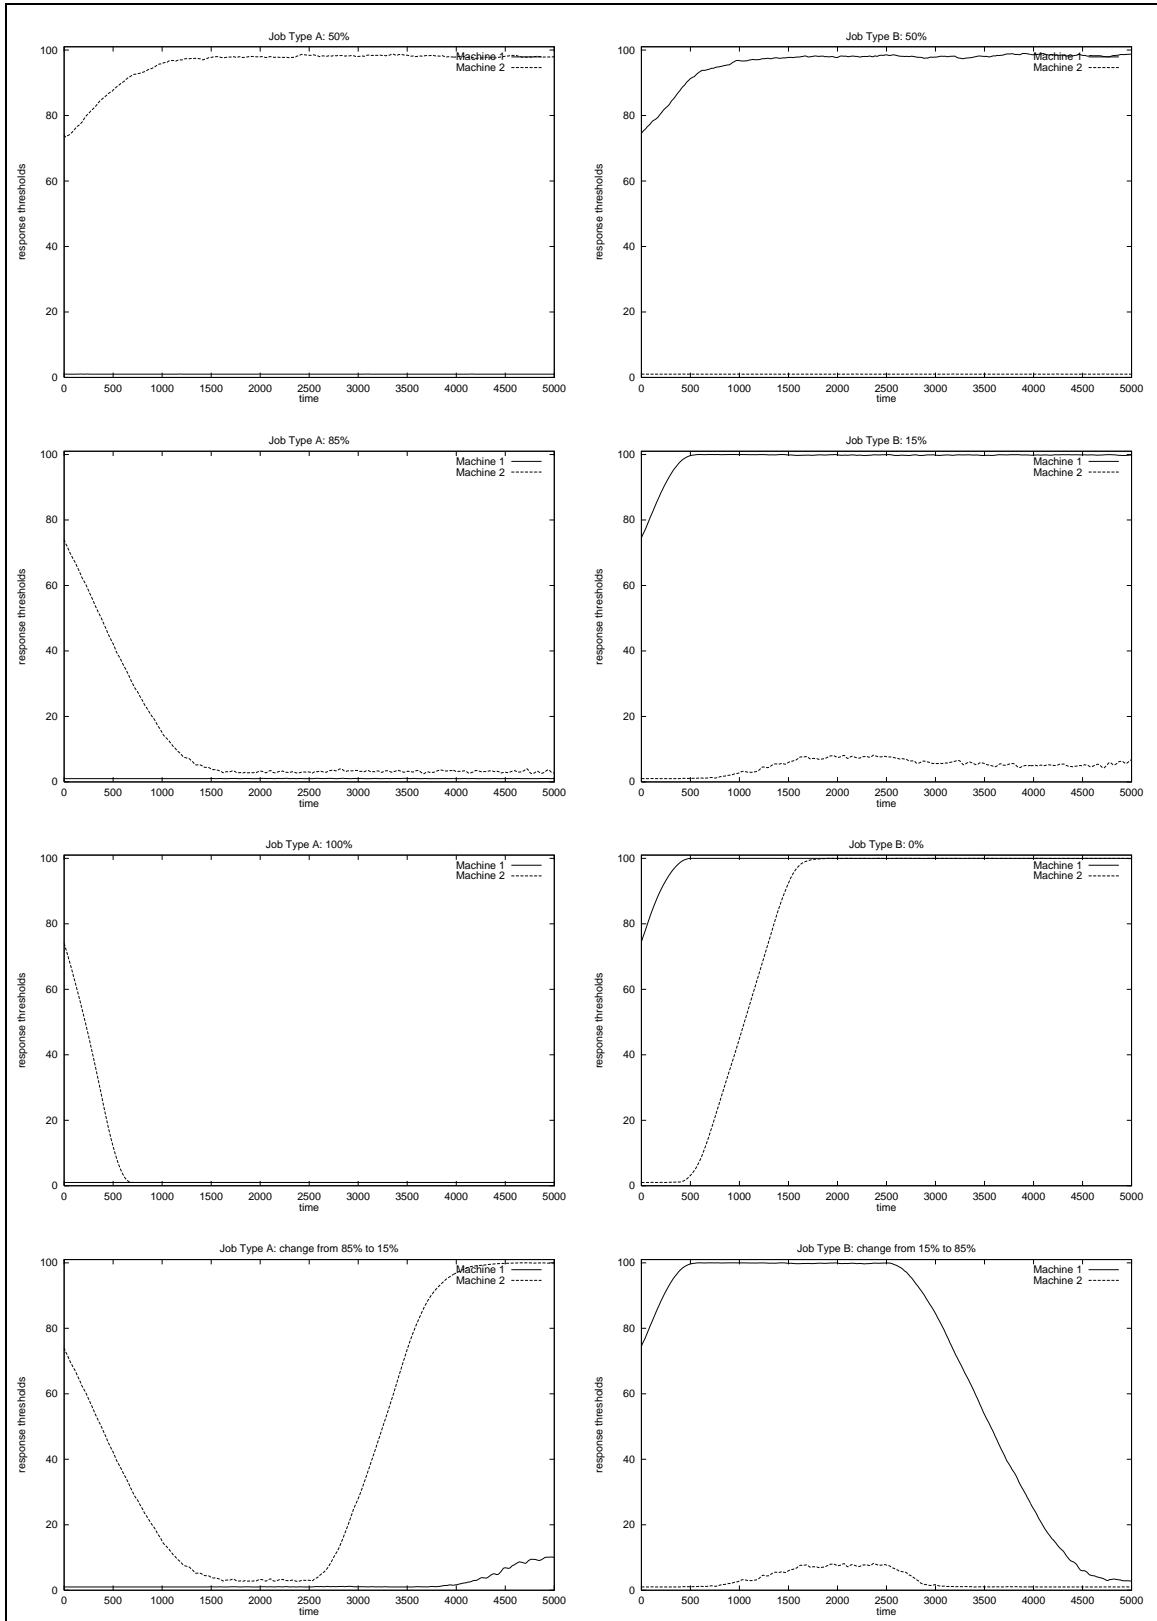 Job Type A: 50%
100
80
60
40
20
0
response thresholds
Machine 1
Machine 2
0 500 1000 1500 2000 2500 3000 3500 4000 4500 5000
time
Job Type B: 50%
100
80
60
40
20
0
response thresholds
Machine 1
Machine 2
0 500 1000 1500 2000 2500 3000 3500 4000 4500 5000
time
Job Type A: 85%
100
80
60
40
20
0
response thresholds
Machine 1
Machine 2
0 500 1000 1500 2000 2500 3000 3500 4000 4500 5000
time
Job Type B: 15%
100
80
60
40
20
0
response thresholds
Machine 1
Machine 2
0 500 1000 1500 2000 2500 3000 3500 4000 4500 5000
time
Job Type A: 100%
100
80
60
40
20
0
response thresholds
Machine 1
Machine 2
0 500 1000 1500 2000 2500 3000 3500 4000 4500 5000
time
Job Type B: 0%
100
80
60
40
20
0
response thresholds
Machine 1
Machine 2
0 500 1000 1500 2000 2500 3000 3500 4000 4500 5000
time
Job Type A: change from 85% to 15%
100
80
60
40
20
0
response thresholds
Machine 1
Machine 2
0 500 1000 1500 2000 2500 3000 3500 4000 4500 5000
time
Job Type B: change from 15% to 85%
100
80
60
40
20
0
response thresholds
Machine 1
Machine 2
0 500 1000 1500 2000 2500 3000 3500 4000 4500 5000
time